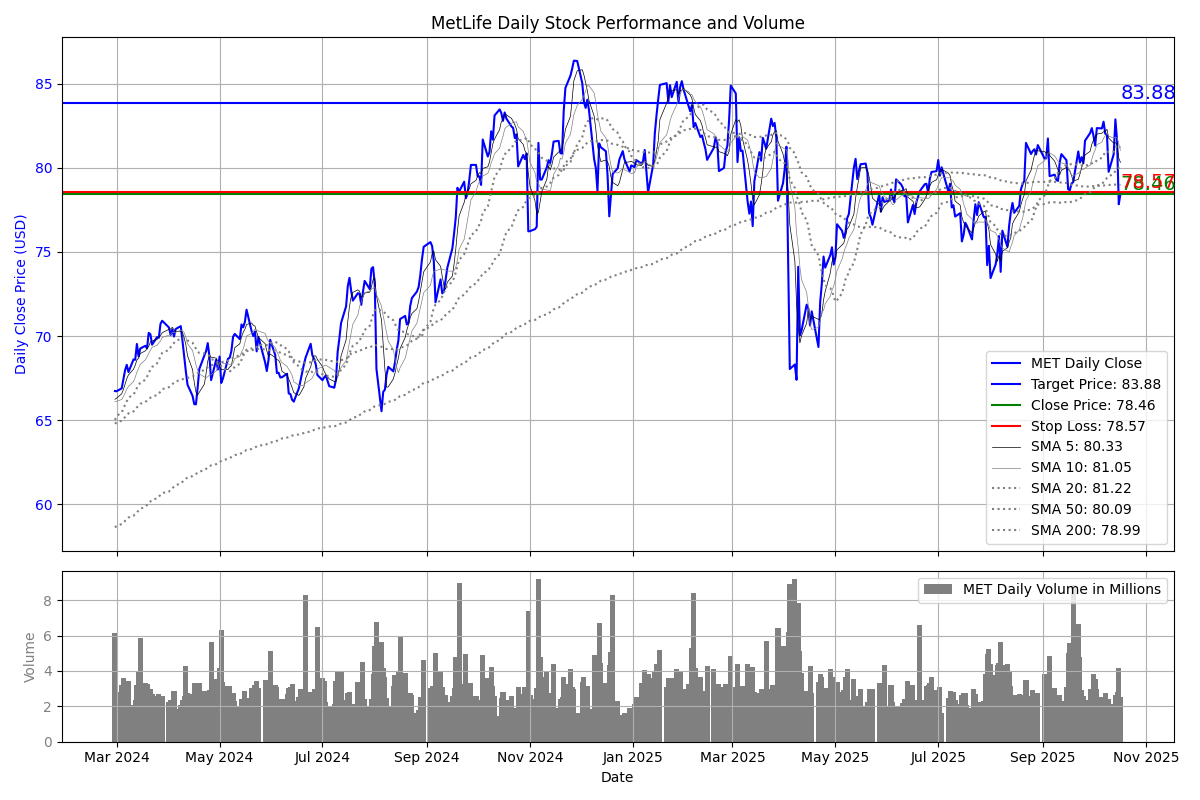 MetLife Daily Stock Performance and Volume
Daily Close Price (USD)
85
80
75
70
65
60
83.88
78.57
78.46
MET Daily Close
Target Price: 83.88
Close Price: 78.46
Stop Loss: 78.57
SMA 5: 80.33
SMA 10: 81.05
SMA 20: 81.22
SMA 50: 80.09
SMA 200: 78.99
Volume
8
6
4
2
0
MET Daily Volume in Millions
Mar 2024 May 2024 Jul 2024 Sep 2024 Nov 2024 Jan 2025 Mar 2025 May 2025 Jul 2025 Sep 2025 Nov 2025
Date